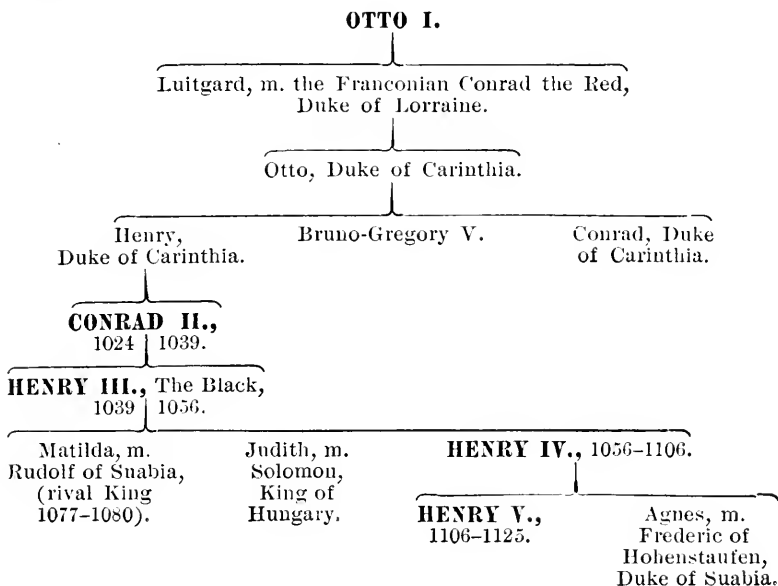 OTTO I.
Luitgard, m. the Franconian Conrad the Red,
Duke of Lorraine.
Otto, Duke of Carinthia.
Henry,
Duke of Carinthia.
Bruno-Gregory V.
Conrad, Duke
of Carinthia.
CONRAD II.,
1024 1039.
HENRY III., The Black,
1039 1056.
Matilda, m.
Rudolf of Suabia,
(rival King
1077-1080).
Judith, m.
Solomon,
King of
Hungary.
HENRY IV., 1056-1106.
HENRY V.,
1106-1125.
Agnes, m.
Frederic of
Hohenstaufen,
Duke of Suabia.